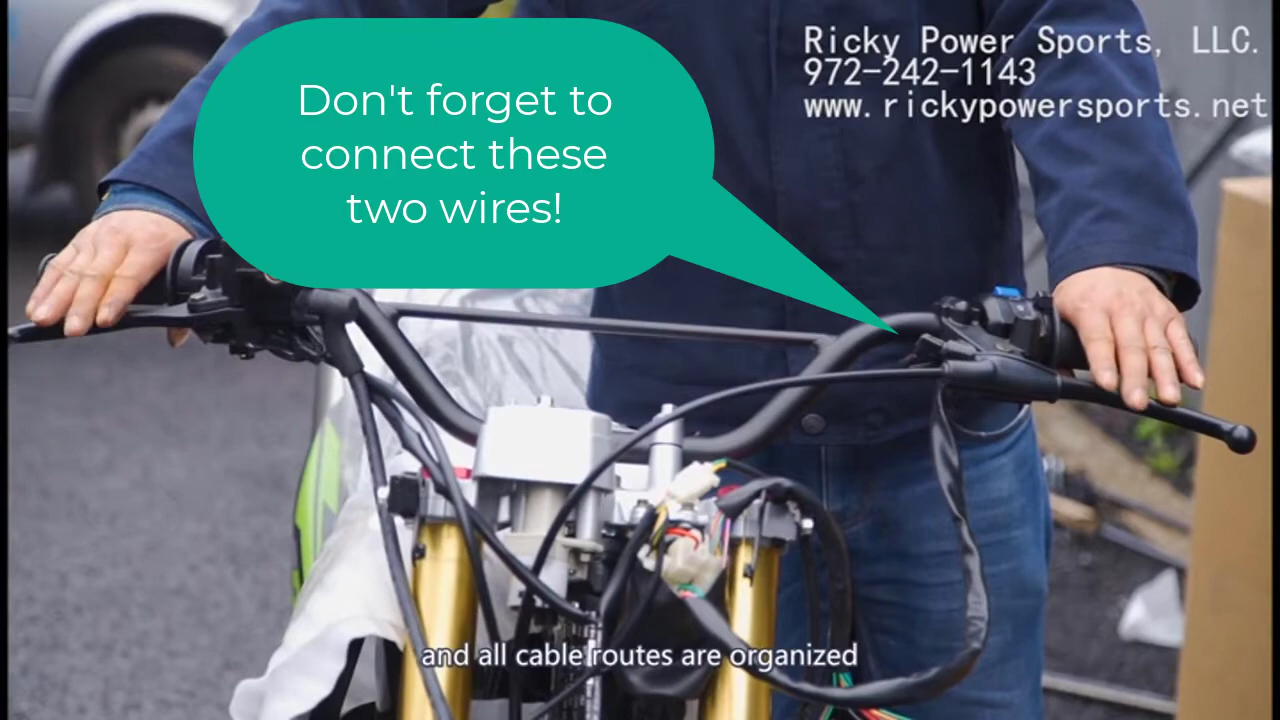 Ricky Power Sports, LLC.
972-242-1143
www.rickypowersports.net
Don't forget to
connect these
two wires!
and all cable routes are organized